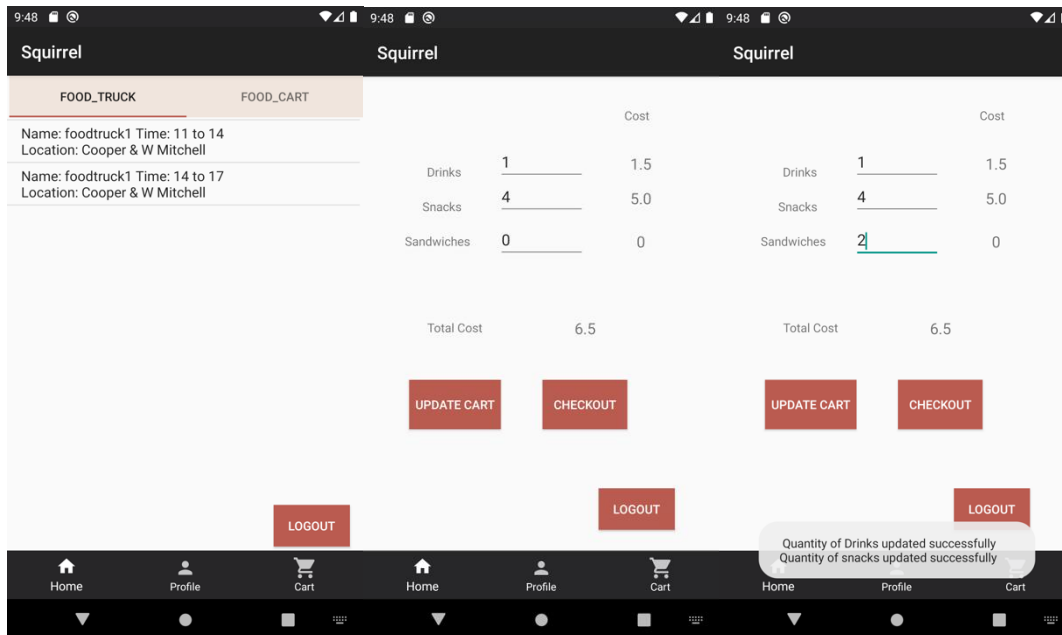 9:48
Squirrel
FOOD_TRUCK FOOD_CART
Name: foodtruck1 Time: 11 to 14
Location: Cooper & W Mitchell
Name: foodtruck1 Time: 14 to 17
Location: Cooper & W Mitchell
LOGOUT
Home Profile Cart
9:48
Squirrel
Cost
Drinks 1 1.5
Snacks 4 5.0
Sandwiches 0 0
Total Cost 6.5
UPDATE CART CHECKOUT
LOGOUT
Home Profile Cart
9:48
Squirrel
Cost
Drinks 1 1.5
Snacks 4 5.0
Sandwiches 2 0
Total Cost 6.5
UPDATE CART CHECKOUT
LOGOUT
Quantity of Drinks updated successfully
Quantity of snacks updated successfully
Home Profile Cart